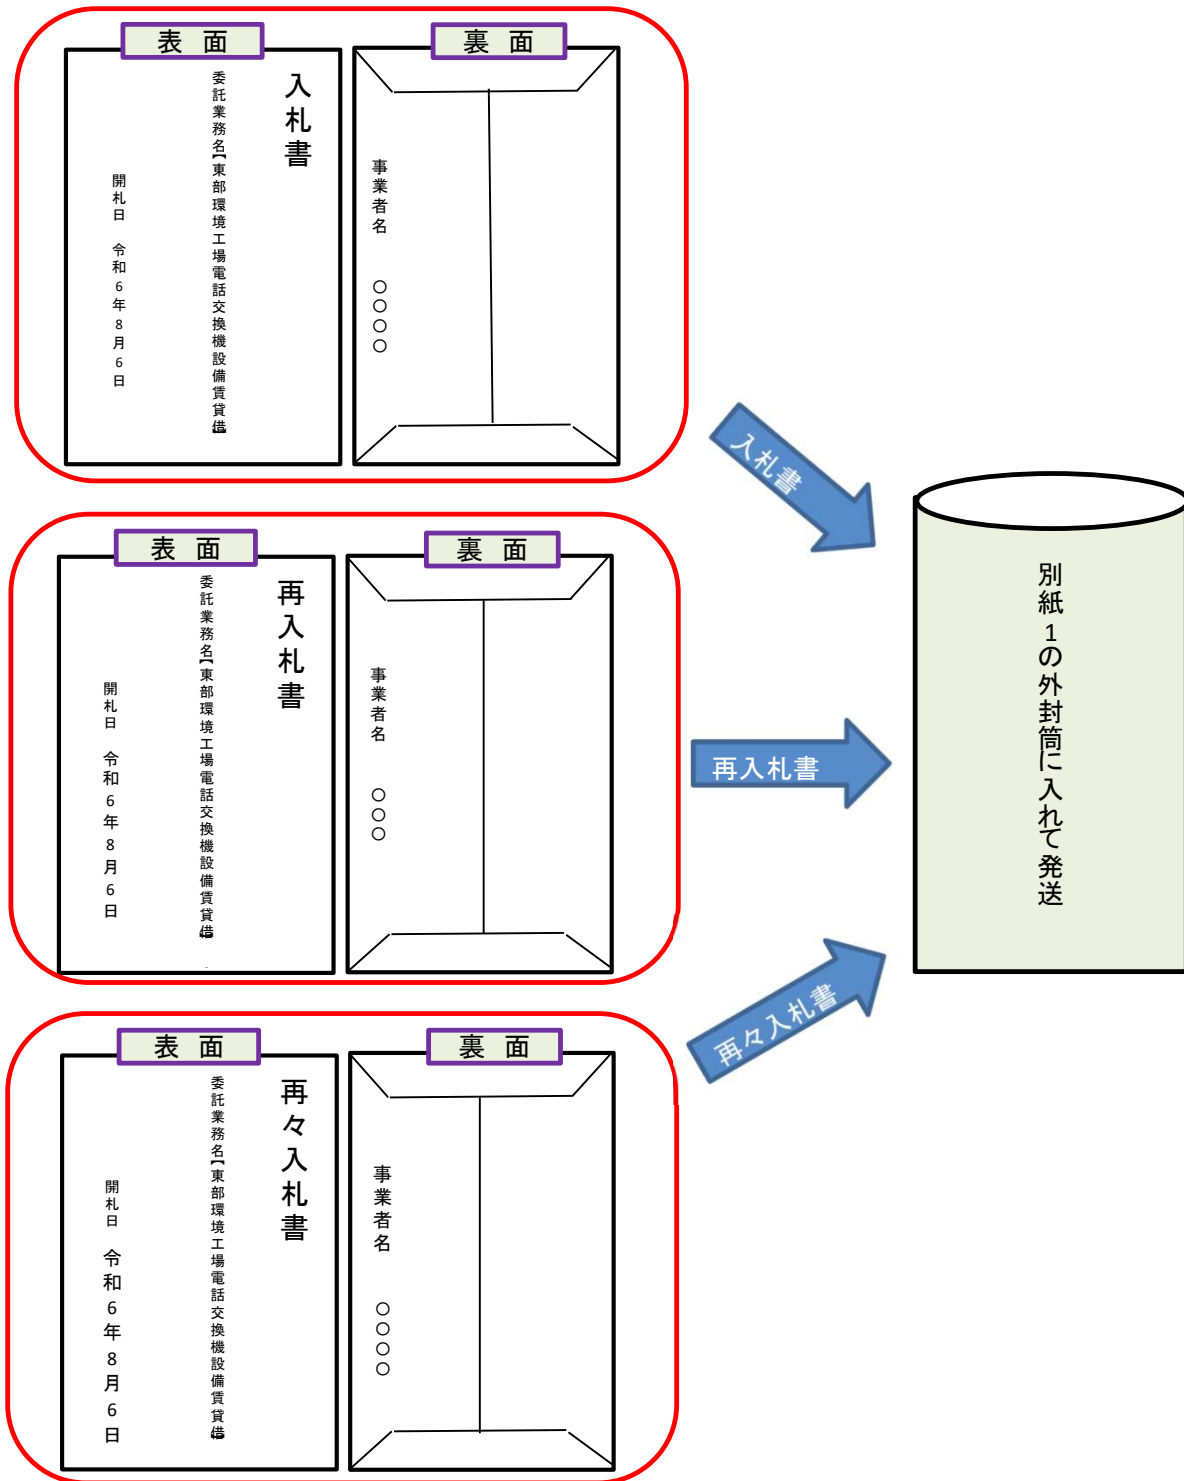 表 面
入札書
委託業務名【東部環境工場電話交換機設備賃貸借】
開札日　令和6年8月6日
裏 面
事業者名　〇〇〇〇
入札書
表 面
再入札書
委託業務名【東部環境工場電話交換機設備賃貸借】
開札日　令和6年8月6日
裏 面
事業者名　〇〇〇
再入札書
表 面
再々入札書
委託業務名【東部環境工場電話交換機設備賃貸借】
開札日　令和6年8月6日
裏 面
事業者名　〇〇〇〇
再々入札書
別紙1の外封筒に入れて発送